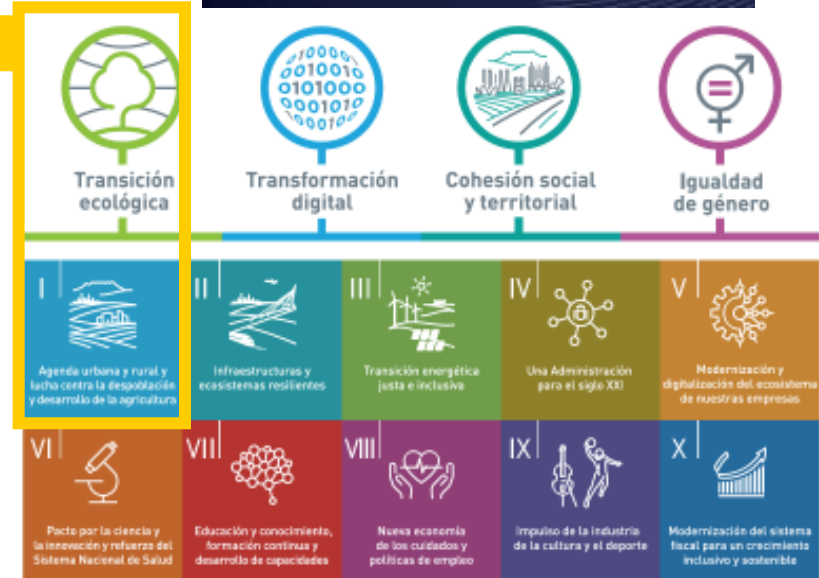 0010010
0101000
0001010
Transición
ecológica
Transformación
digital
Cohesión social
y territorial
Igualdad
de género
I
Agenda urbana y rural y
lucha contra la despoblación
y desarrollo de la agricultura
II
Infraestructuras y
ecosistemas resilientes
III
Transición energética
justa e inclusiva
IV
Una Administración
para el siglo XXI
V
Modernización y
digitalización del ecosistema
de nuestras empresas
VI
Pacto por la ciencia y
la innovación y refuerzo del
Sistema Nacional de Salud
VII
Educación y conocimiento,
formación continua y
desarrollo de capacidades
VIII
Nueva economía
de los cuidados y
políticas de empleo
IX
Impulso de la industria
de la cultura y el deporte
X
Modernización del sistema
fiscal para un crecimiento
inclusivo y sostenible